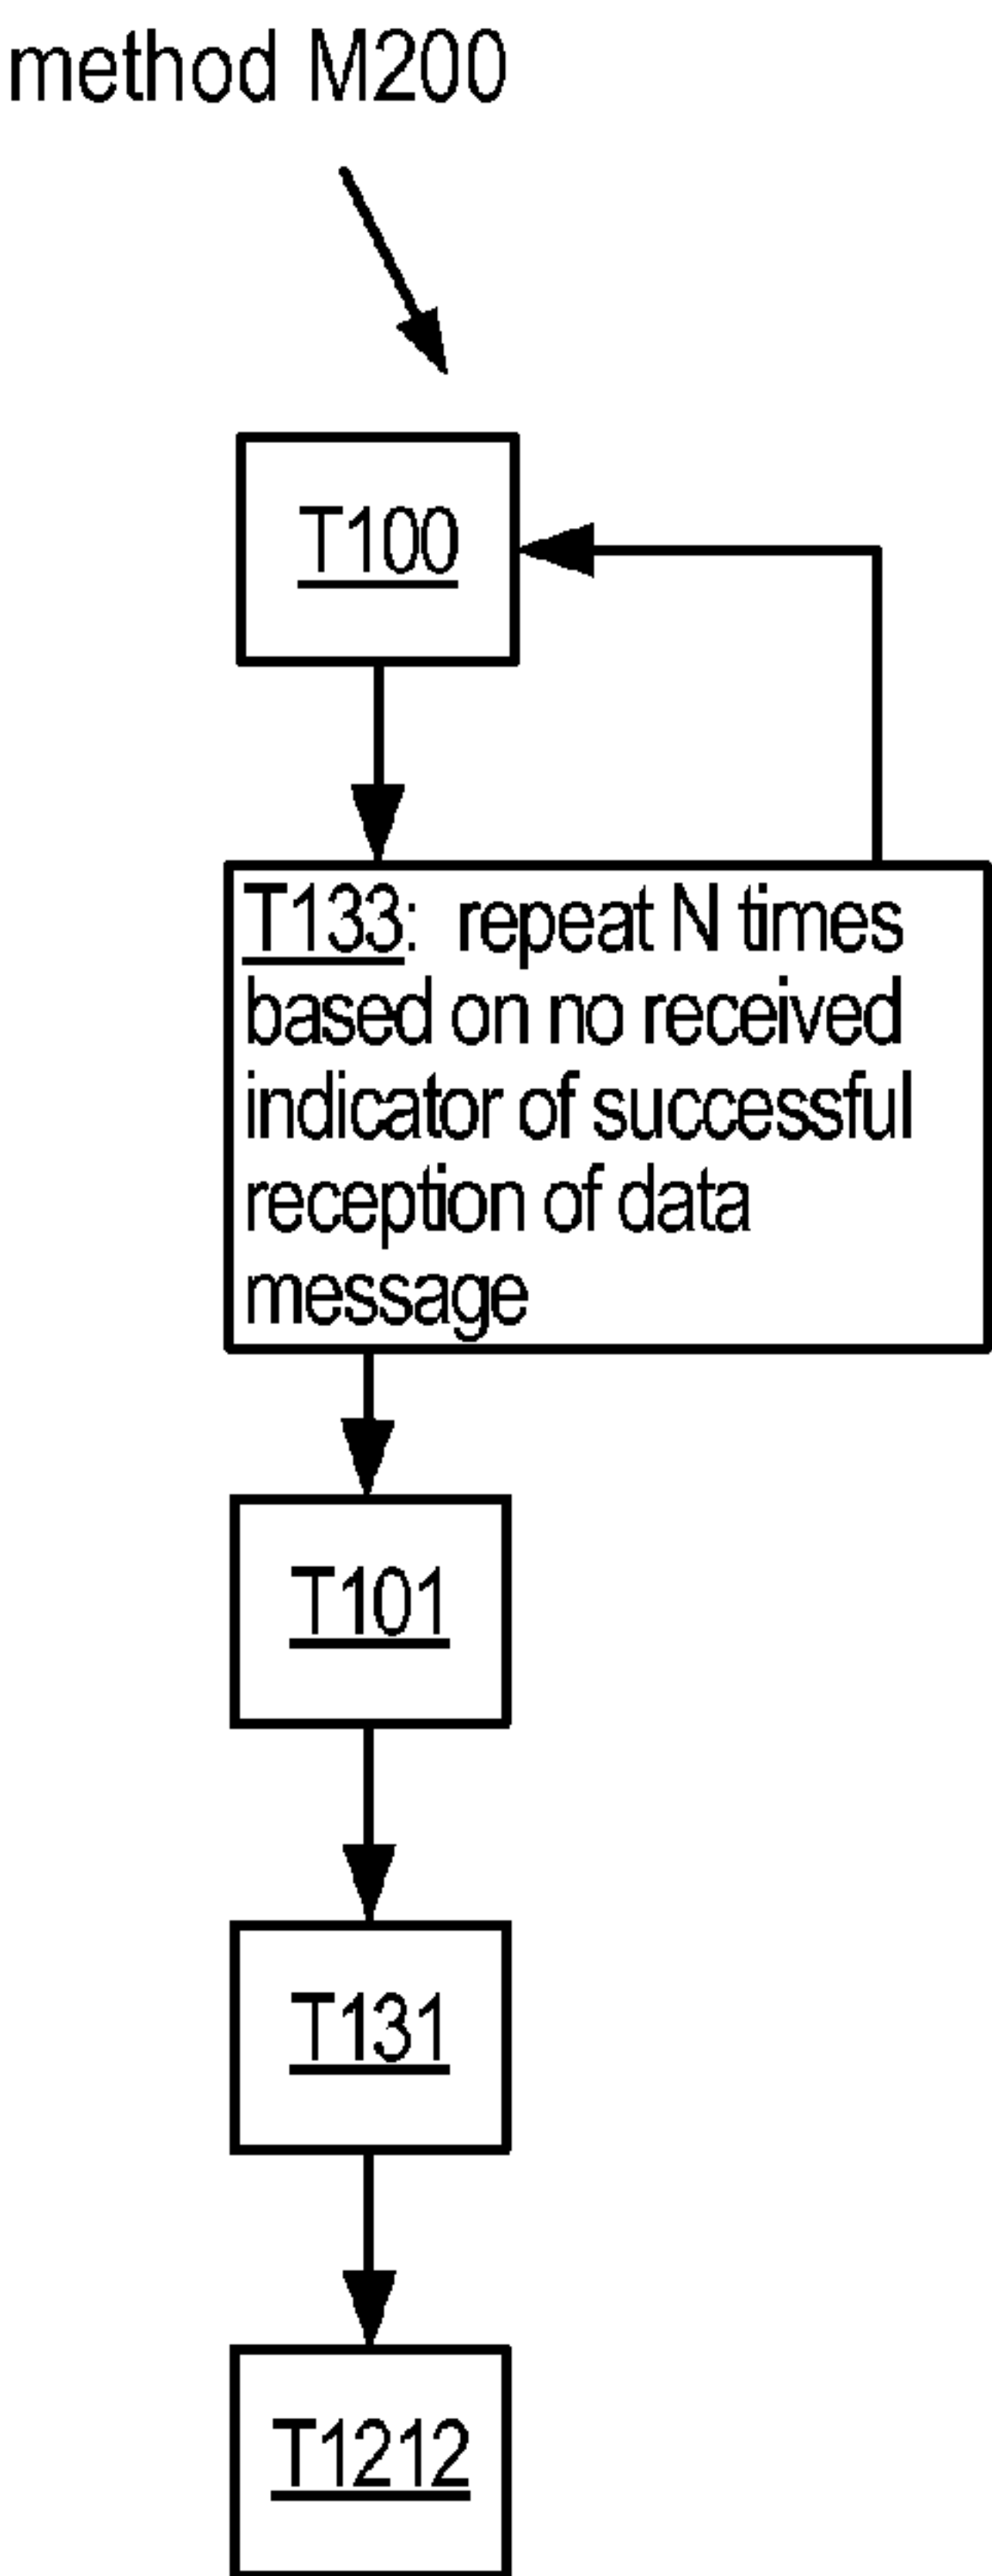 method M200
T100
T133: repeat N times
based on no received
indicator of successful
reception of data
message
T101
T131
T1212